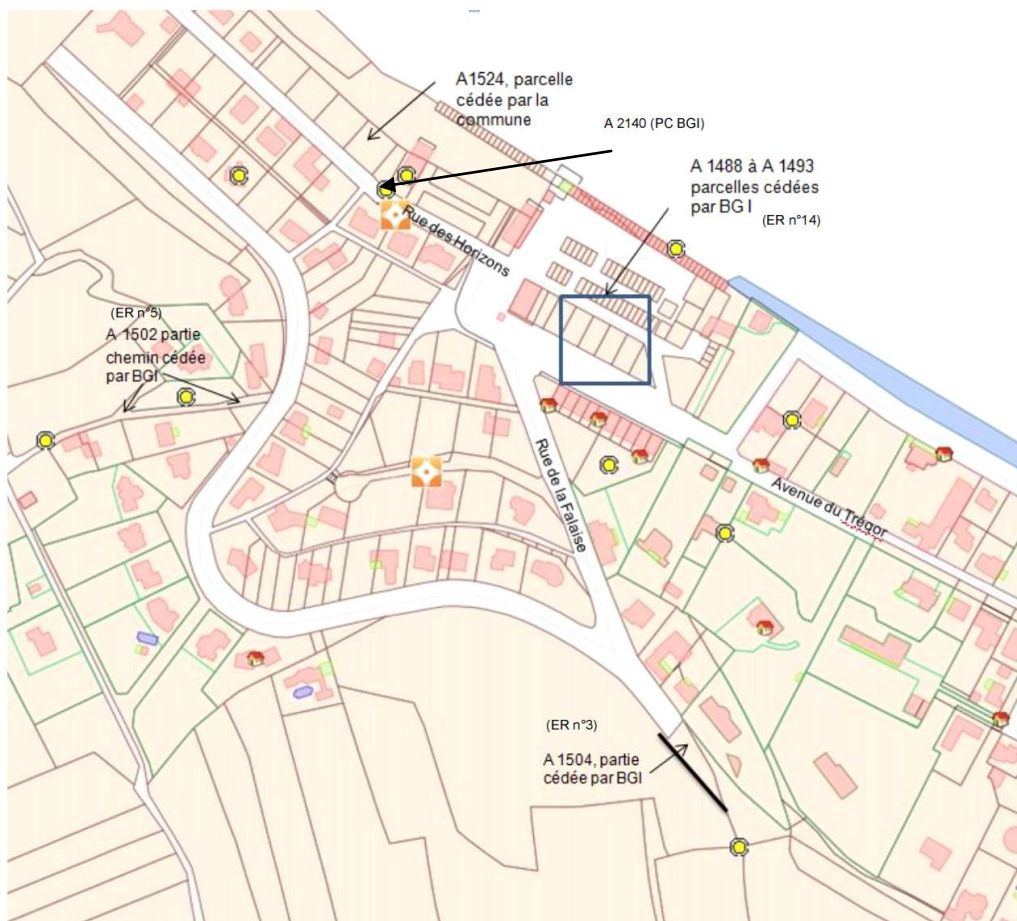 A1524, parcelle
cédée par la
commune
A 2140 (PC BGI)
A 1488 à A 1493
parcelles cédées
par BG I
(ER n°14)
Rue des Horizons
(ER n°5)
A 1502 partie
chemin cédée
par BGI
Rue de la Falaise
Avenue du Trégor
(ER n°3)
A 1504, partie
cédée par BGI